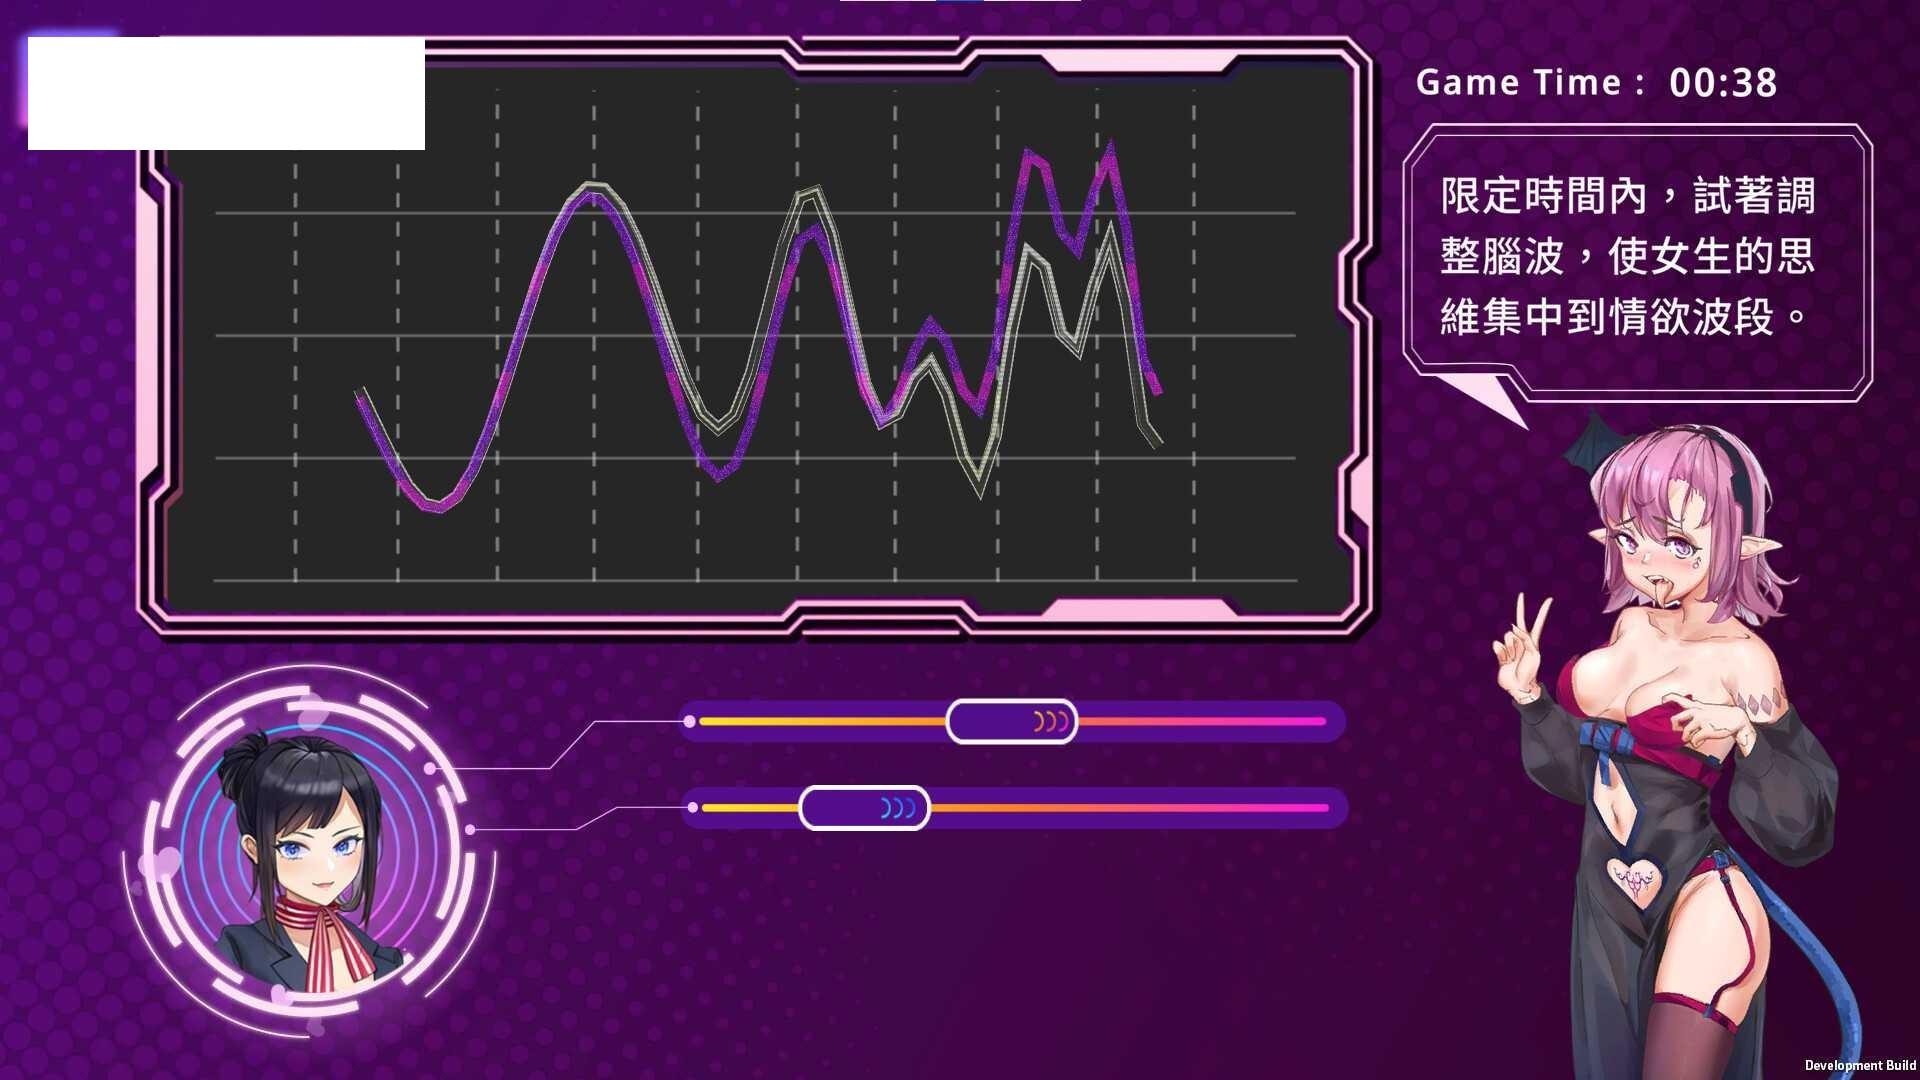 Game Time : 00:38
限定時間內，試著調
整腦波，使女生的思
維集中到情欲波段。
Development Build